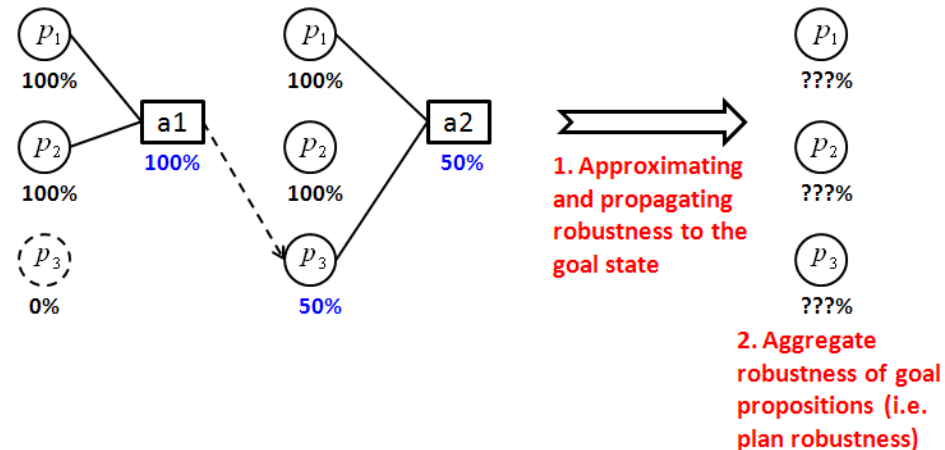 p1
100%
p2
100%
p3
0%
a1
100%
p1
100%
p2
100%
p3
50%
a2
50%
1. Approximating
and propagating
robustness to the
goal state
p1
???%
p2
???%
p3
???%
2. Aggregate
robustness of goal
propositions (i.e.
plan robustness)